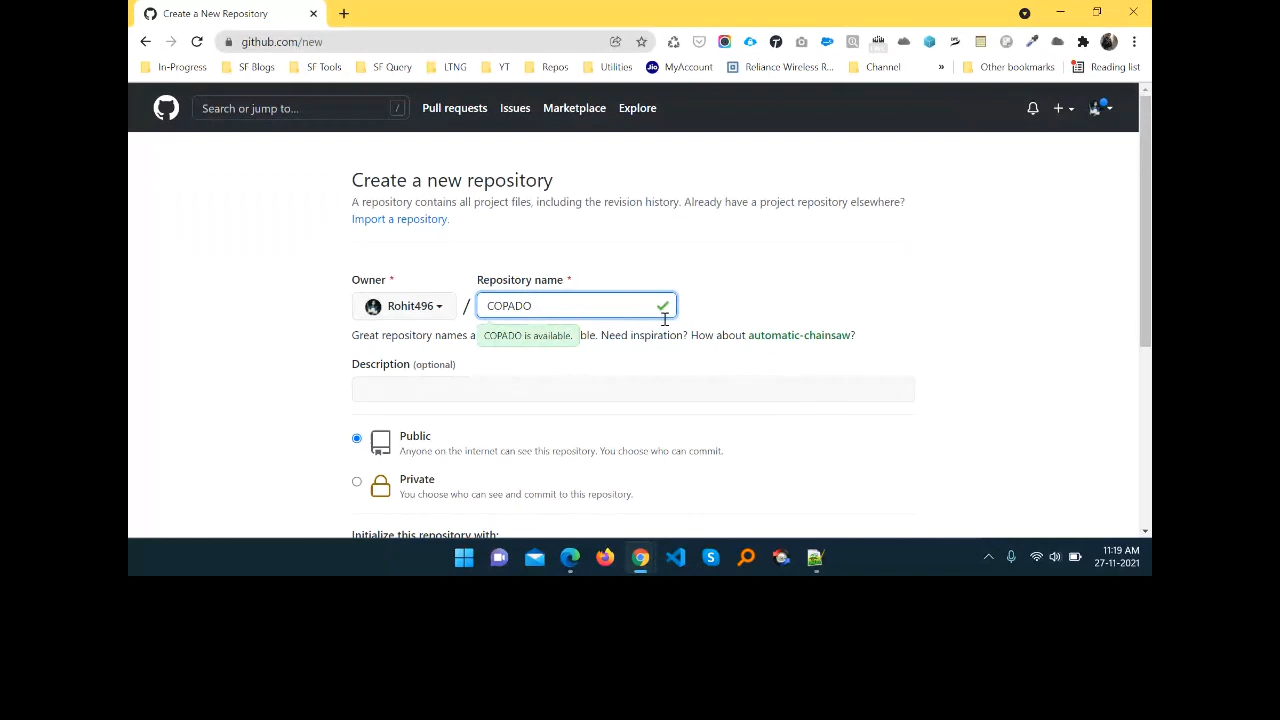 Create a New Repository
github.com/new
In-Progress SF Blogs SF Tools SF Query LTNG YT Repos Utilities MyAccount Reliance Wireless R... Channel » Other bookmarks Reading list
Search or jump to... / Pull requests Issues Marketplace Explore
Create a new repository
A repository contains all project files, including the revision history. Already have a project repository elsewhere?
Import a repository.
Owner * Repository name *
Rohit496 / COPADO
Great repository names a COPADO is available. ble. Need inspiration? How about automatic-chainsaw?
Description (optional)
Public
Anyone on the internet can see this repository. You choose who can commit.
Private
You choose who can see and commit to this repository.
Initialize this repository with:
11:19 AM
27-11-2021